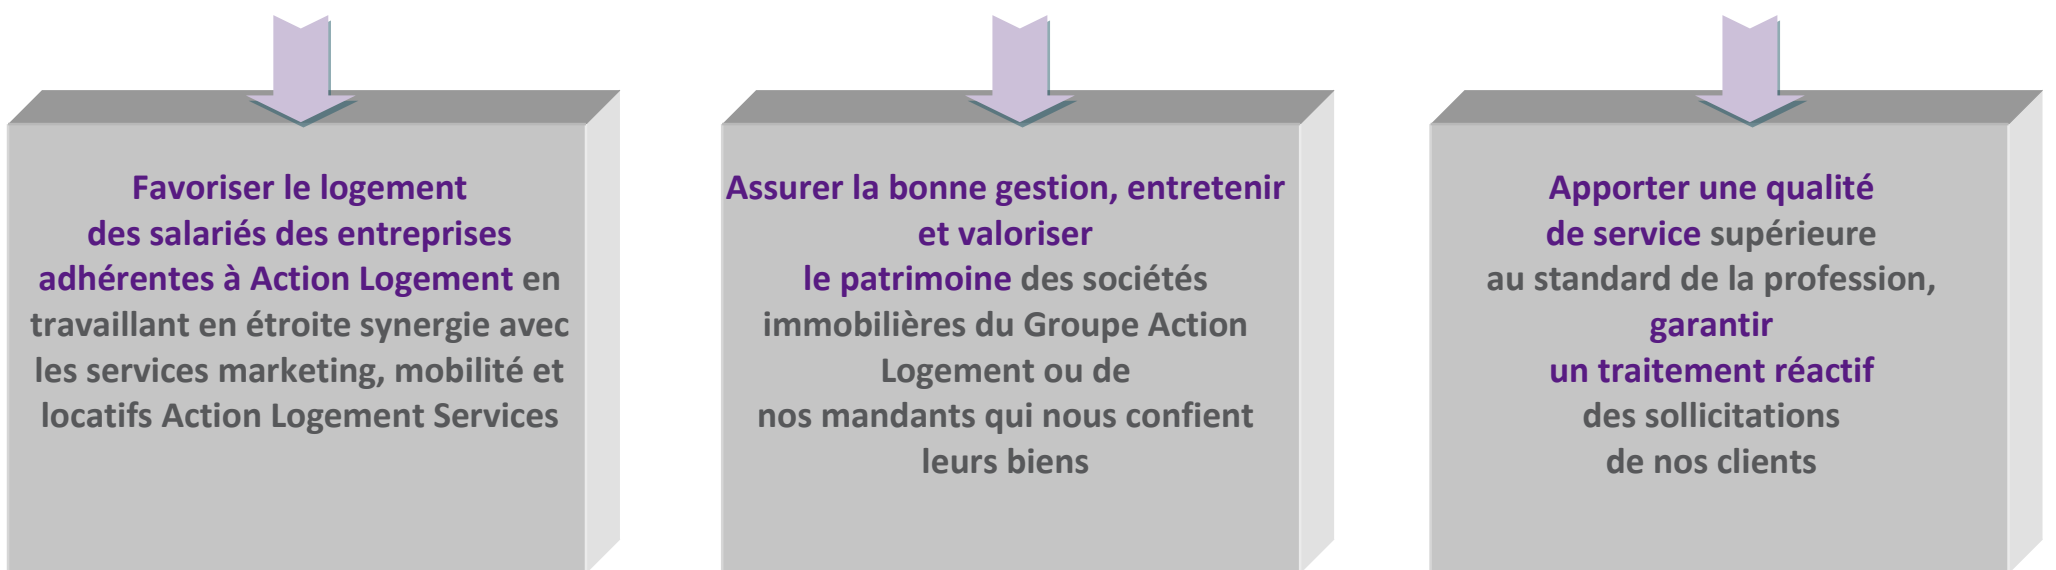 Favoriser le logement
des salariés des entreprises
adhérentes à Action Logement en
travaillant en étroite synergie avec
les services marketing, mobilité et
locatifs Action Logement Services
Assurer la bonne gestion, entretenir
et valoriser
le patrimoine des sociétés
immobilières du Groupe Action
Logement ou de
nos mandants qui nous confient
leurs biens
Apporter une qualité
de service supérieure
au standard de la profession,
garantir
un traitement réactif
des sollicitations
de nos clients